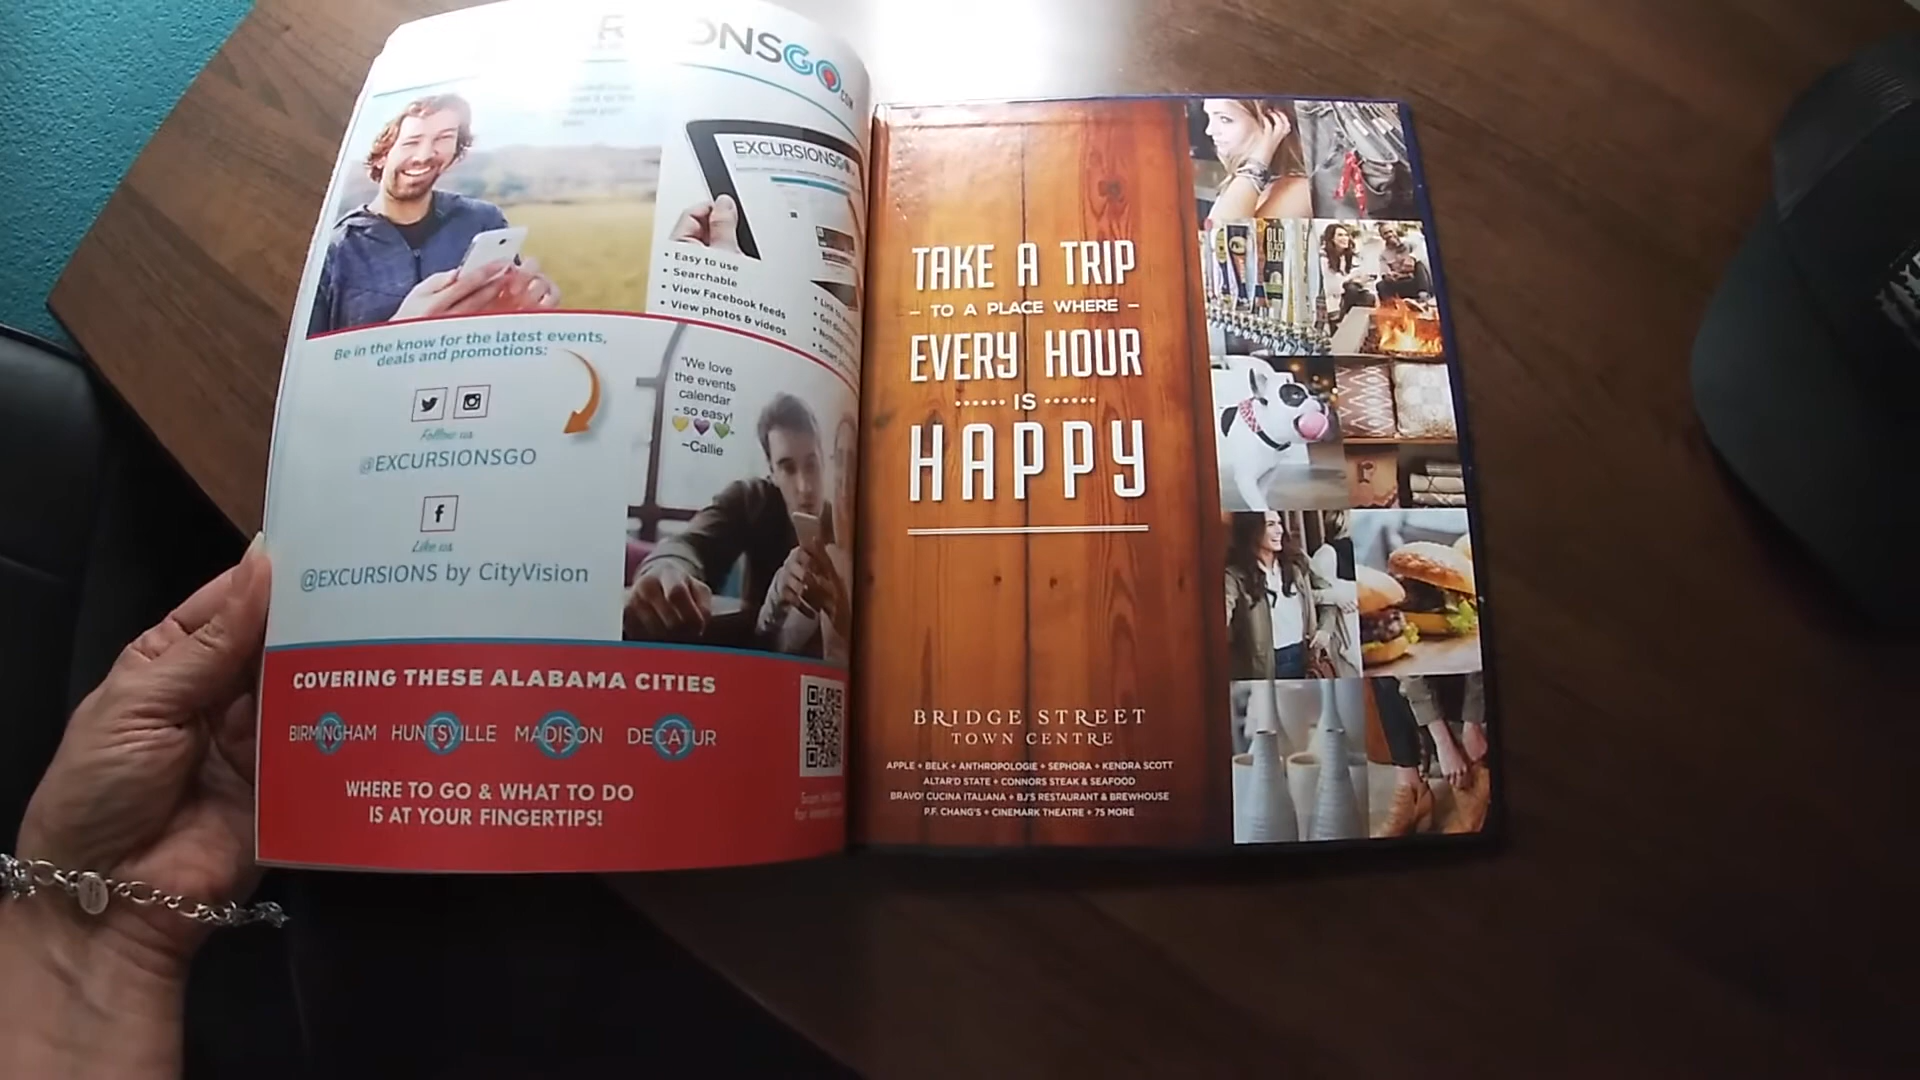 ONSGO.COM
EXCURSIONSGO
• Easy to use
• Searchable
• View Facebook feeds
• View photos & videos
Be in the know for the latest events,
deals and promotions:
Follow us
@EXCURSIONSGO
Like us
@EXCURSIONS by CityVision
"We love
the events
calendar
- so easy!
~Callie
COVERING THESE ALABAMA CITIES
BIRMINGHAM HUNTSVILLE MADISON DECATUR
WHERE TO GO & WHAT TO DO
IS AT YOUR FINGERTIPS!
TAKE A TRIP
– TO A PLACE WHERE –
EVERY HOUR
...... IS ......
HAPPY
BRIDGE STREET
TOWN CENTRE
APPLE + BELK + ANTHROPOLOGIE + SEPHORA + KENDRA SCOTT
ALTAR'D STATE + CONNORS STEAK & SEAFOOD
BRAVO! CUCINA ITALIANA + BJ'S RESTAURANT & BREWHOUSE
P.F. CHANG'S + CINEMARK THEATRE + 75 MORE
OLD